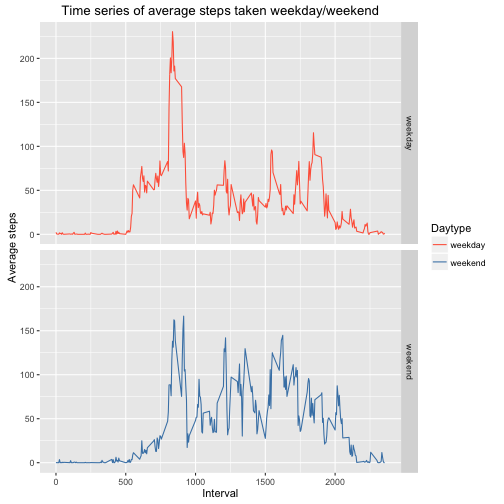 Time series of average steps taken weekday/weekend
200
150
100
50
0
weekday
200
150
100
50
0
weekend
0
500
1000
1500
2000
Interval
Average steps
Daytype
weekday
weekend